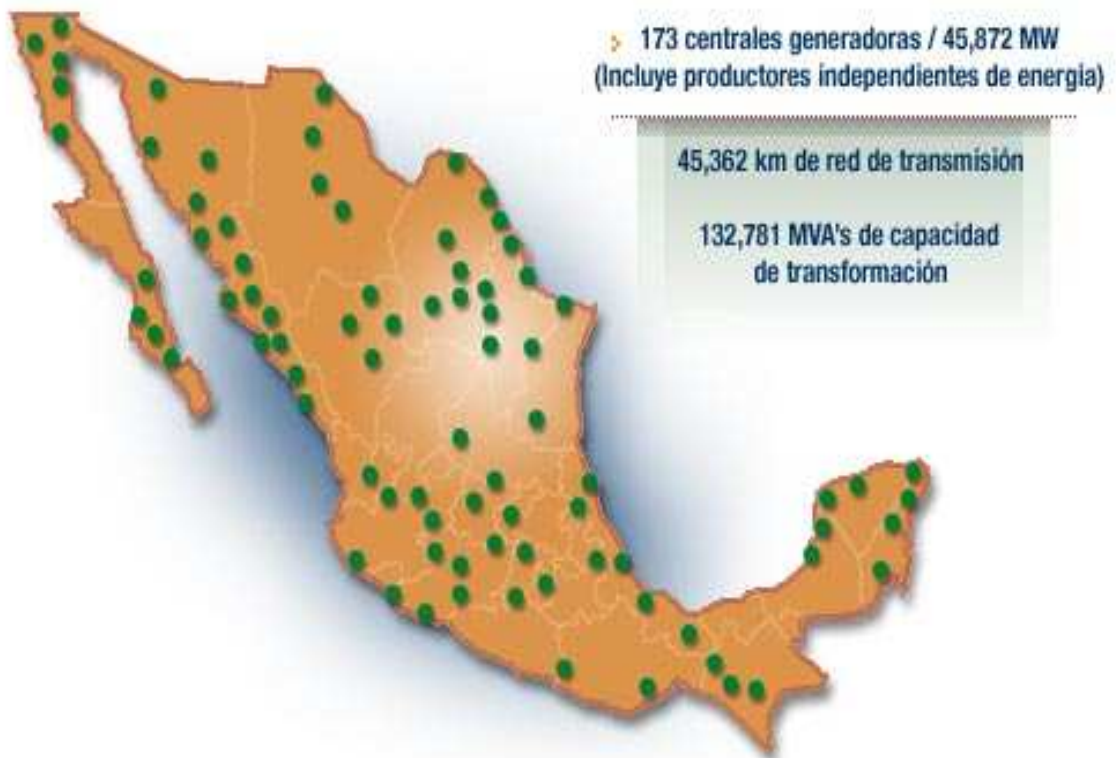 173 centrales generadoras / 45,872 MW
(Incluye productores independientes de energia)
45,362 km de red de transmisión
132,781 MVA's de capacidad
de transformación